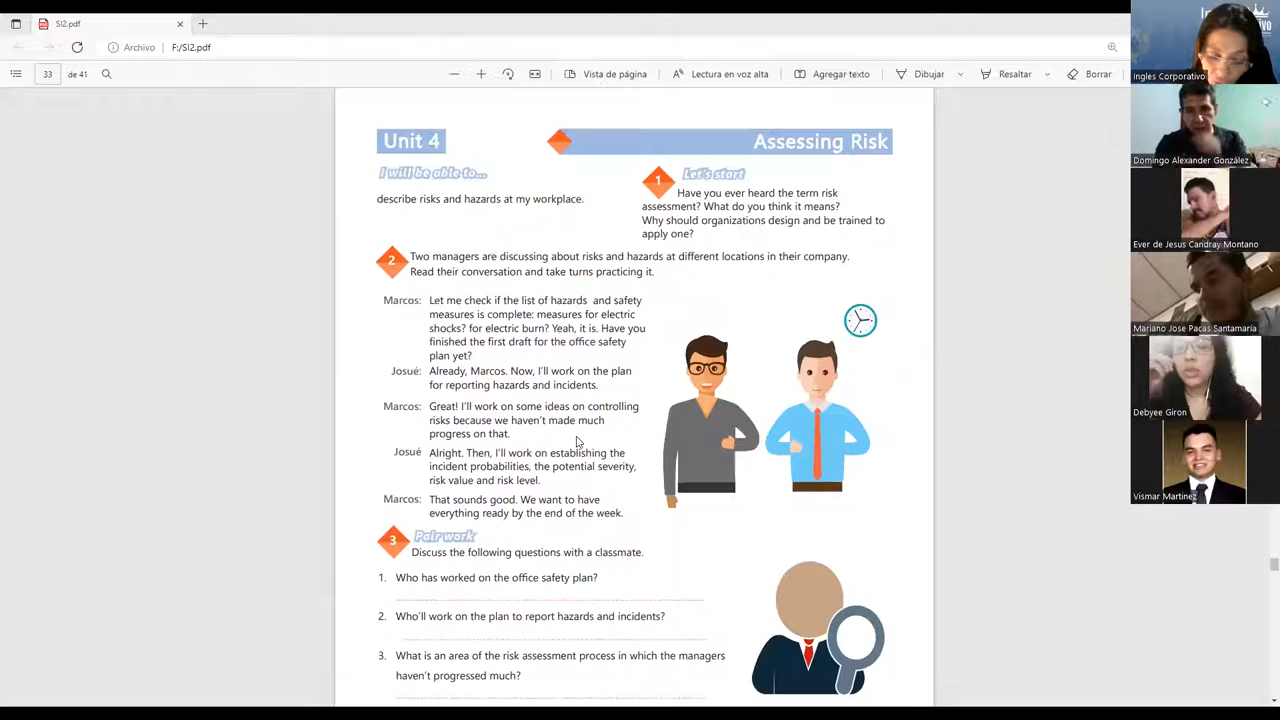 SI2.pdf
Archivo F:/SI2.pdf
33 de 41
Vista de página
Lectura en voz alta
Agregar texto
Dibujar
Resaltar
Borrar
Unit 4
Assessing Risk
I will be able to...
describe risks and hazards at my workplace.
1 Let's start
Have you ever heard the term risk
assessment? What do you think it means?
Why should organizations design and be trained to
apply one?
2 Two managers are discussing about risks and hazards at different locations in their company.
Read their conversation and take turns practicing it.
Marcos: Let me check if the list of hazards and safety
measures is complete: measures for electric
shocks? for electric burn? Yeah, it is. Have you
finished the first draft for the office safety
plan yet?
Josué: Already, Marcos. Now, I'll work on the plan
for reporting hazards and incidents.
Marcos: Great! I'll work on some ideas on controlling
risks because we haven't made much
progress on that.
Josué Alright. Then, I'll work on establishing the
incident probabilities, the potential severity,
risk value and risk level.
Marcos: That sounds good. We want to have
everything ready by the end of the week.
3 Pair work
Discuss the following questions with a classmate.
1. Who has worked on the office safety plan?
2. Who'll work on the plan to report hazards and incidents?
3. What is an area of the risk assessment process in which the managers
haven't progressed much?
Ingles Corporativo
Domingo Alexander González
Ever de Jesus Candray Montano
Mariano Jose Pacas Santamaría
Debyee Giron
Vismar Martinez